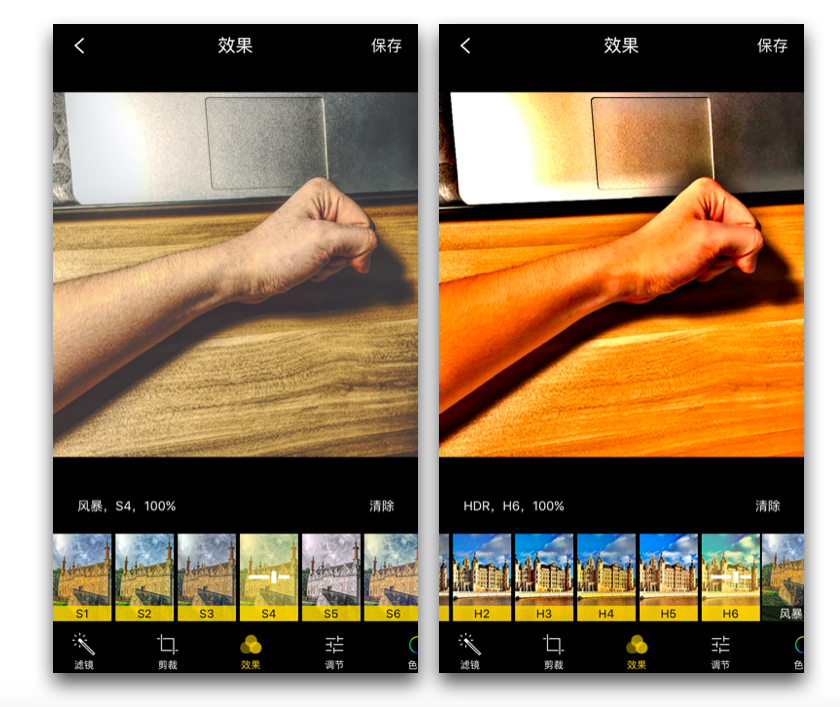 效果
保存
风暴，S4，100%
清除
S1
S2
S3
S4
S5
S6
滤镜
剪裁
效果
调节
色
效果
保存
HDR，H6，100%
清除
H2
H3
H4
H5
H6
风暴
滤镜
剪裁
效果
调节
色